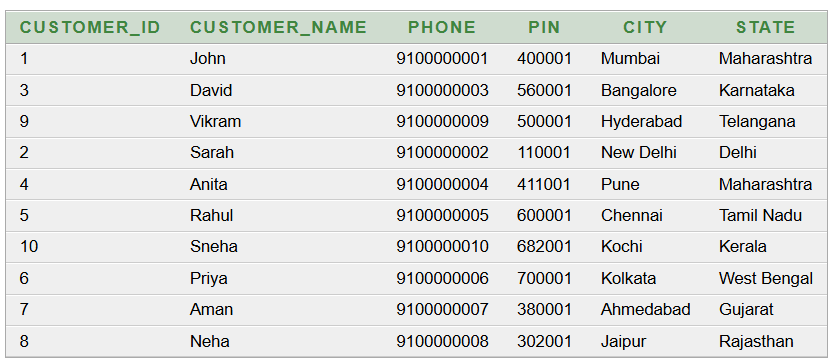 CUSTOMER_ID CUSTOMER_NAME PHONE PIN CITY STATE
1 John 9100000001 400001 Mumbai Maharashtra
3 David 9100000003 560001 Bangalore Karnataka
9 Vikram 9100000009 500001 Hyderabad Telangana
2 Sarah 9100000002 110001 New Delhi Delhi
4 Anita 9100000004 411001 Pune Maharashtra
5 Rahul 9100000005 600001 Chennai Tamil Nadu
10 Sneha 9100000010 682001 Kochi Kerala
6 Priya 9100000006 700001 Kolkata West Bengal
7 Aman 9100000007 380001 Ahmedabad Gujarat
8 Neha 9100000008 302001 Jaipur Rajasthan